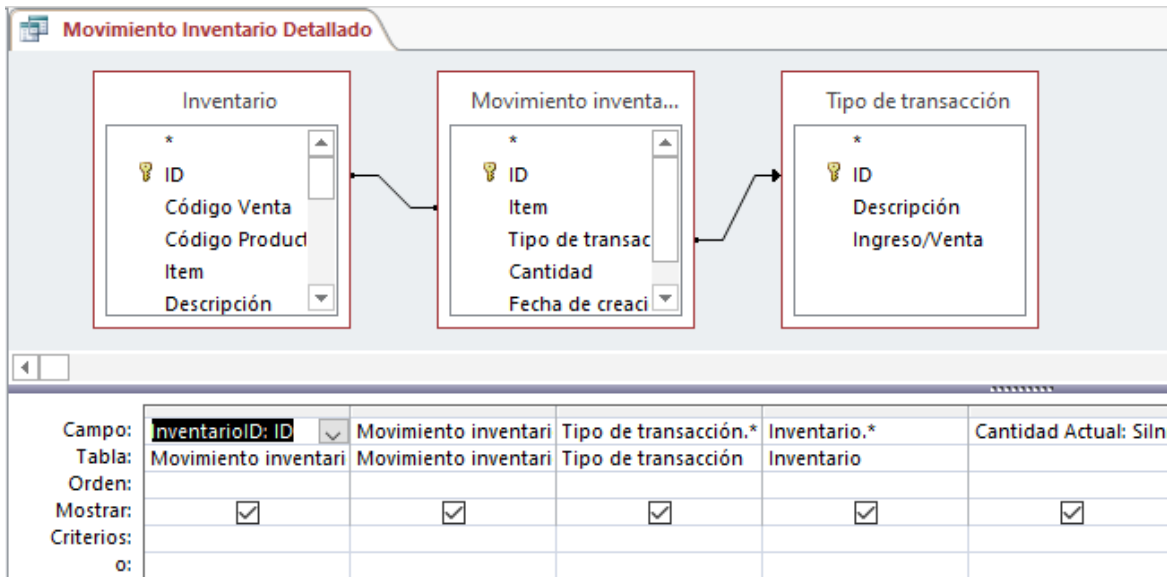 Movimiento Inventario Detallado
Inventario
*
ID
Código Venta
Código Product
Item
Descripción
Movimiento inventa...
*
ID
Item
Tipo de transac
Cantidad
Fecha de creaci
Tipo de transacción
*
ID
Descripción
Ingreso/Venta
Campo: InventarioID: ID Movimiento inventari Tipo de transacción.* Inventario.* Cantidad Actual: SiIn
Tabla: Movimiento inventari Movimiento inventari Tipo de transacción Inventario
Orden:
Mostrar:
Criterios:
o: